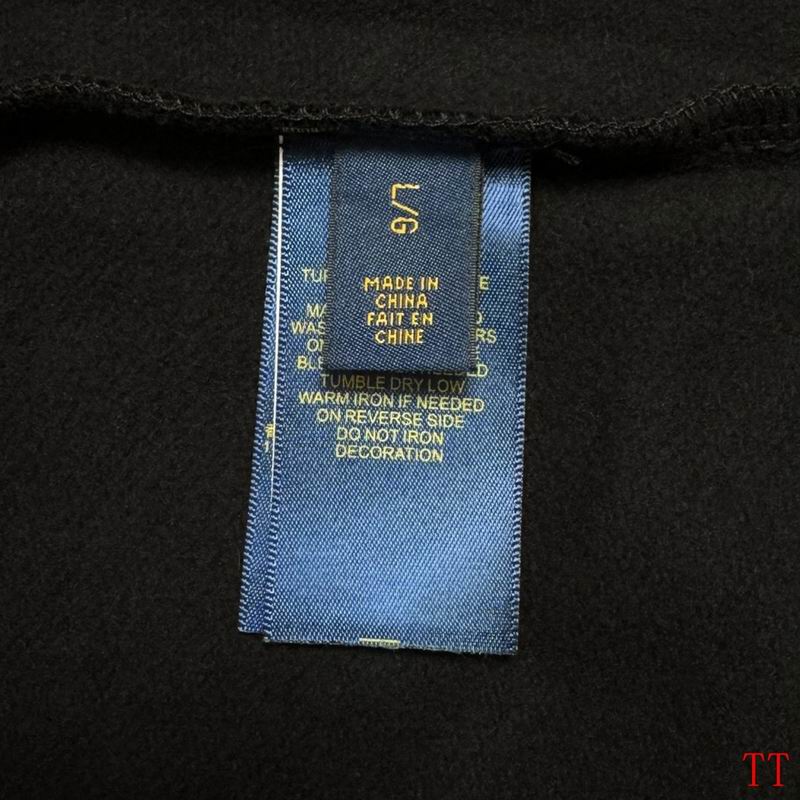 L/G
MADE IN
CHINA
FAIT EN
CHINE
TUMBLE DRY LOW
WARM IRON IF NEEDED
ON REVERSE SIDE
DO NOT IRON
DECORATION
TT